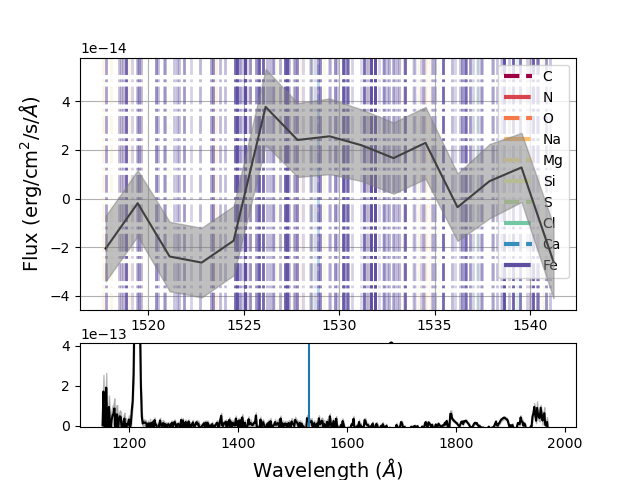 1e−14
4
2
0
−2
−4
Flux (erg/cm²/s/Å)
C
N
O
Na
Mg
Si
S
Cl
Ca
Fe
1520
1525
1530
1535
1540
1e−13
4
2
0
1200
1400
1600
1800
2000
Wavelength (Å)